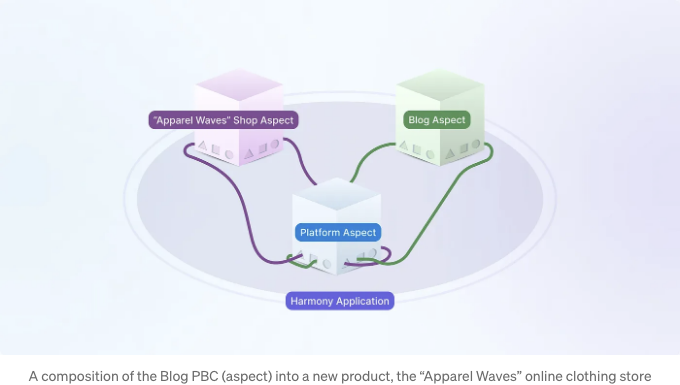 "Apparel Waves" Shop Aspect
Blog Aspect
Platform Aspect
Harmony Application
A composition of the Blog PBC (aspect) into a new product, the “Apparel Waves” online clothing store